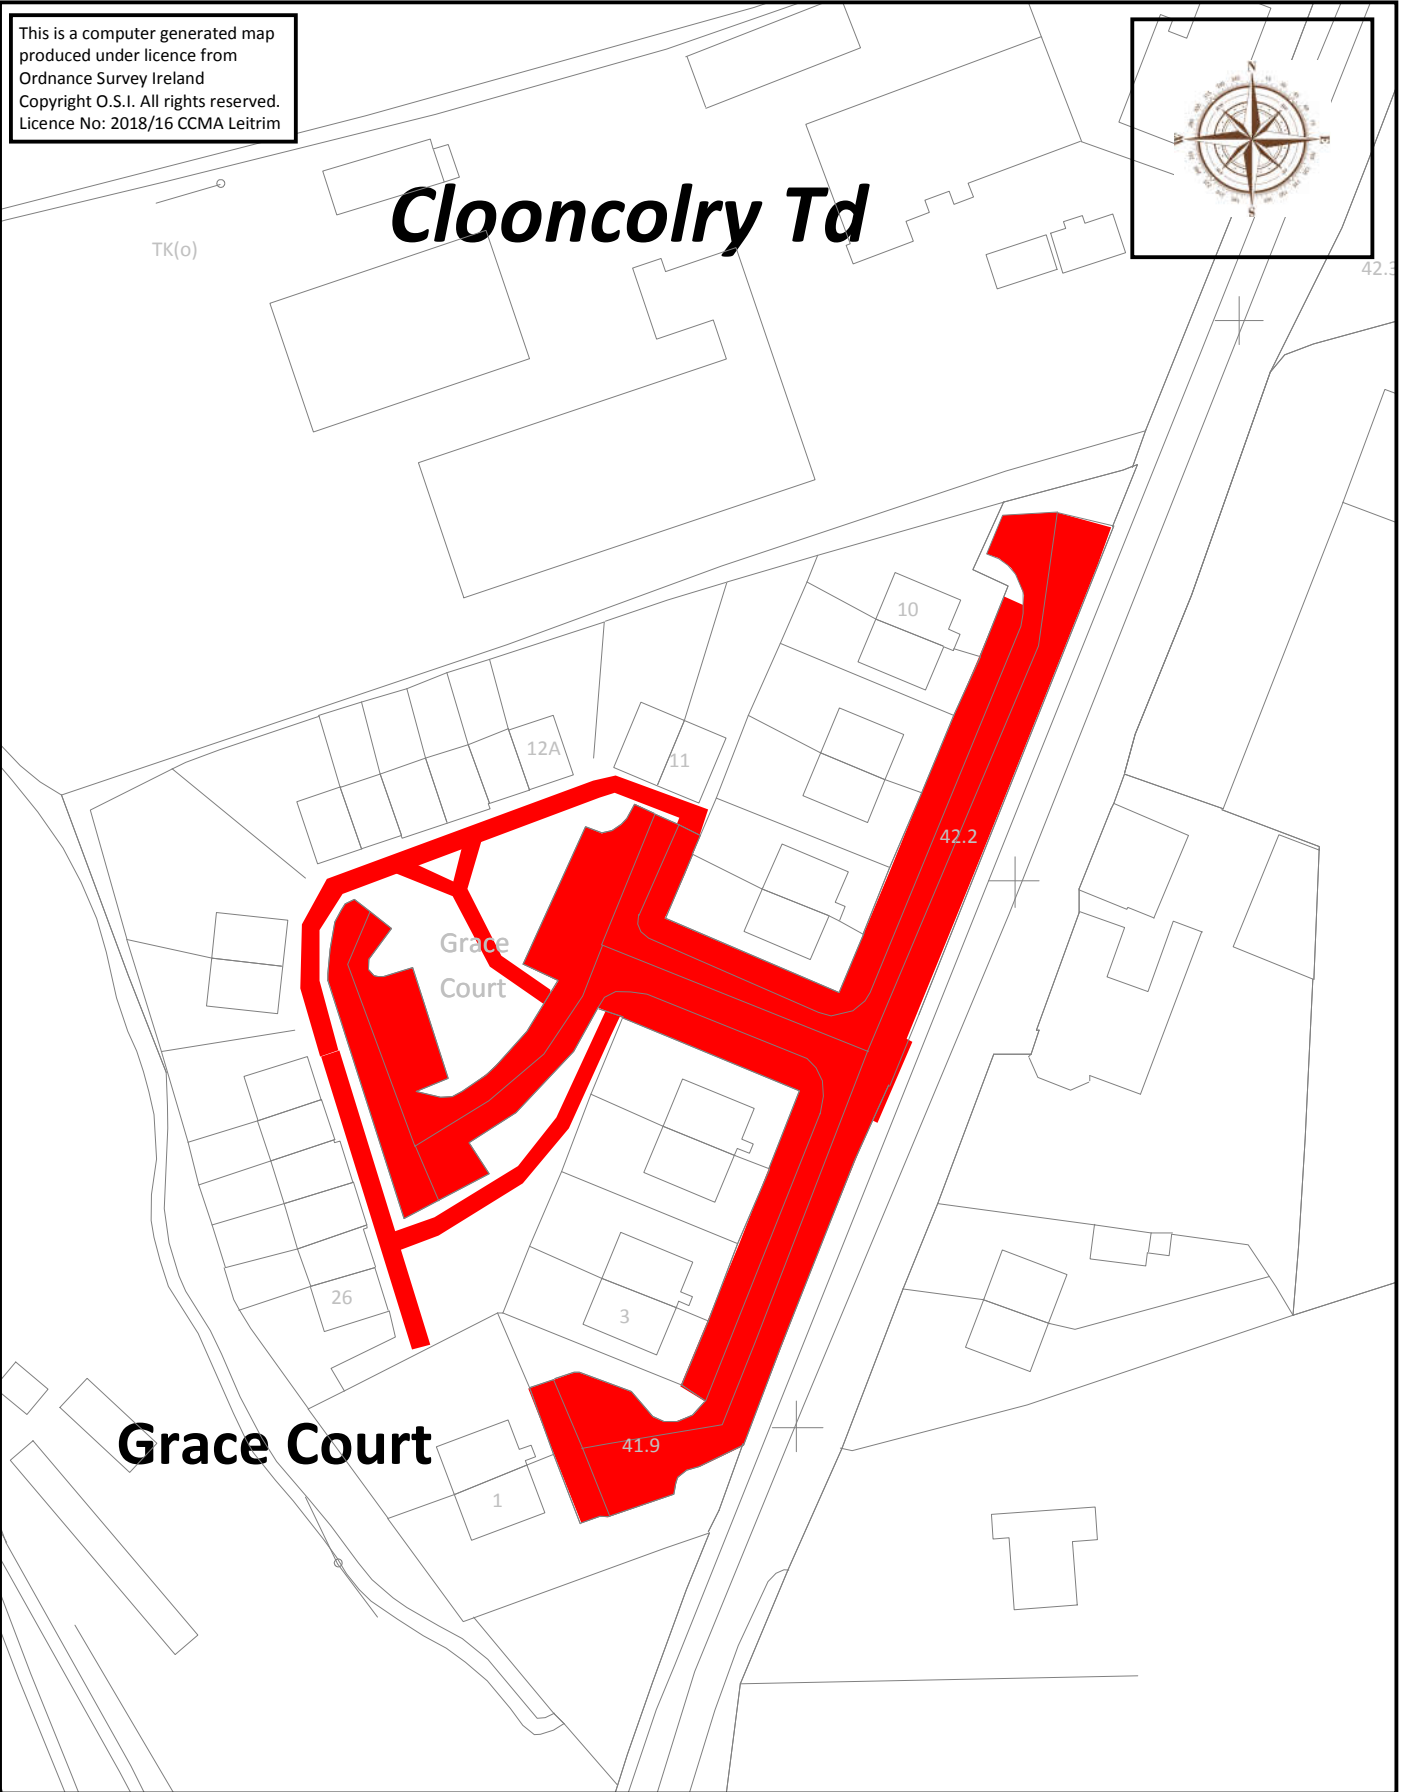 This is a computer generated map
produced under licence from
Ordnance Survey Ireland
Copyright O.S.I. All rights reserved.
Licence No: 2018/16 CCMA Leitrim
N
W
E
S
Clooncolry Td
TK(o)
42.3
10
12A
11
42.2
Grace
Court
26
3
Grace Court
41.9
1